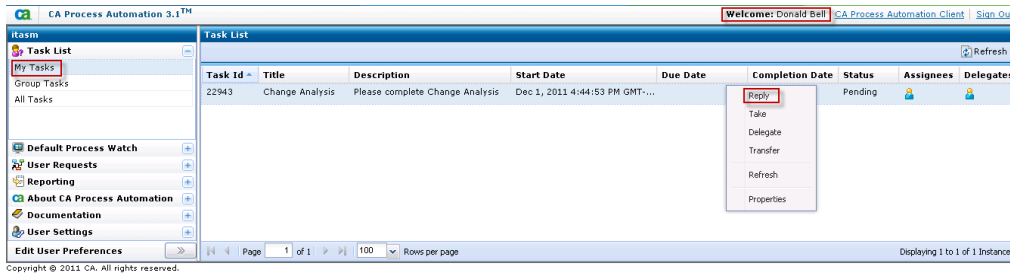 ca CA Process Automation 3.1TM Welcome: Donald Bell CA Process Automation Client Sign Ou
itasm Task List
Task List Refresh
My Tasks
Task Id Title Description Start Date Due Date Completion Date Status Assignees Delegates
Group Tasks
22943 Change Analysis Please complete Change Analysis Dec 1, 2011 4:44:53 PM GMT-... Pending
All Tasks
Reply
Take
Delegate
Transfer
Refresh
Properties
Default Process Watch
User Requests
Reporting
ca About CA Process Automation
Documentation
User Settings
Edit User Preferences Page 1 of 1 100 Rows per page Displaying 1 to 1 of 1 Instance
Copyright © 2011 CA. All rights reserved.